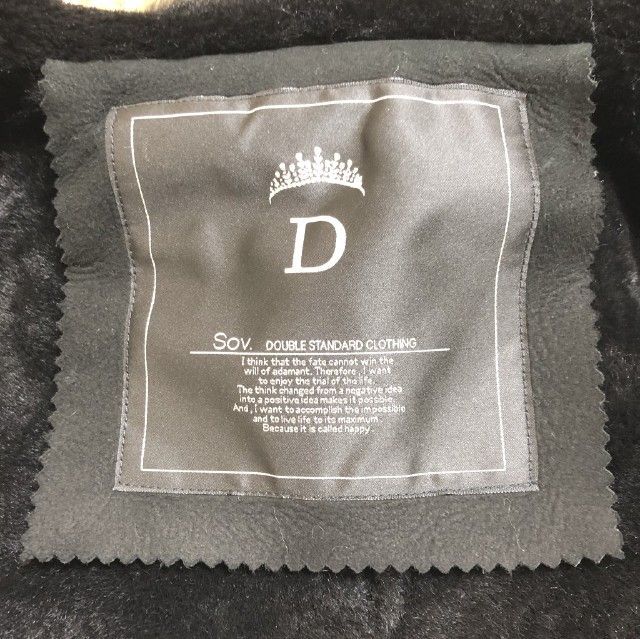 D
Sov. DOUBLE STANDARD CLOTHING
I think that the fate cannot win the
will of adamant. Therefore, I want
to enjoy the trial of the life.
The think changed from a negative idea
into a positive idea makes it possible.
And, I want to accomplish the impossible
and to live life to its maximum.
Because it is called happy.